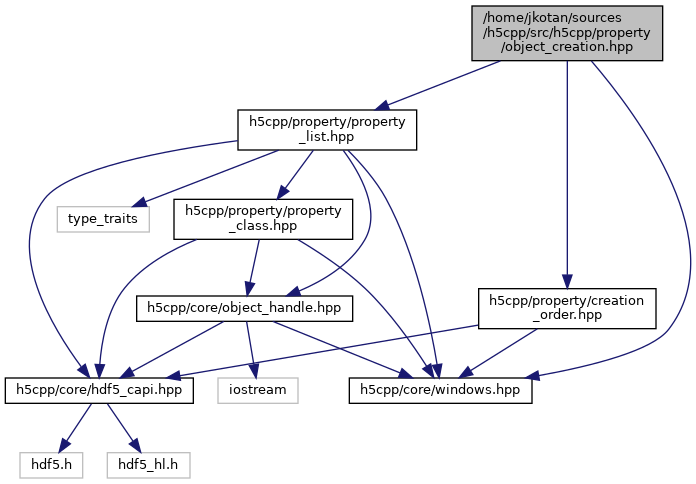 /home/jkotan/sources
/h5cpp/src/h5cpp/property
/object_creation.hpp
h5cpp/property/property
_list.hpp
type_traits
h5cpp/property/property
_class.hpp
h5cpp/core/object_handle.hpp
h5cpp/property/creation
_order.hpp
h5cpp/core/hdf5_capi.hpp
iostream
h5cpp/core/windows.hpp
hdf5.h
hdf5_hl.h